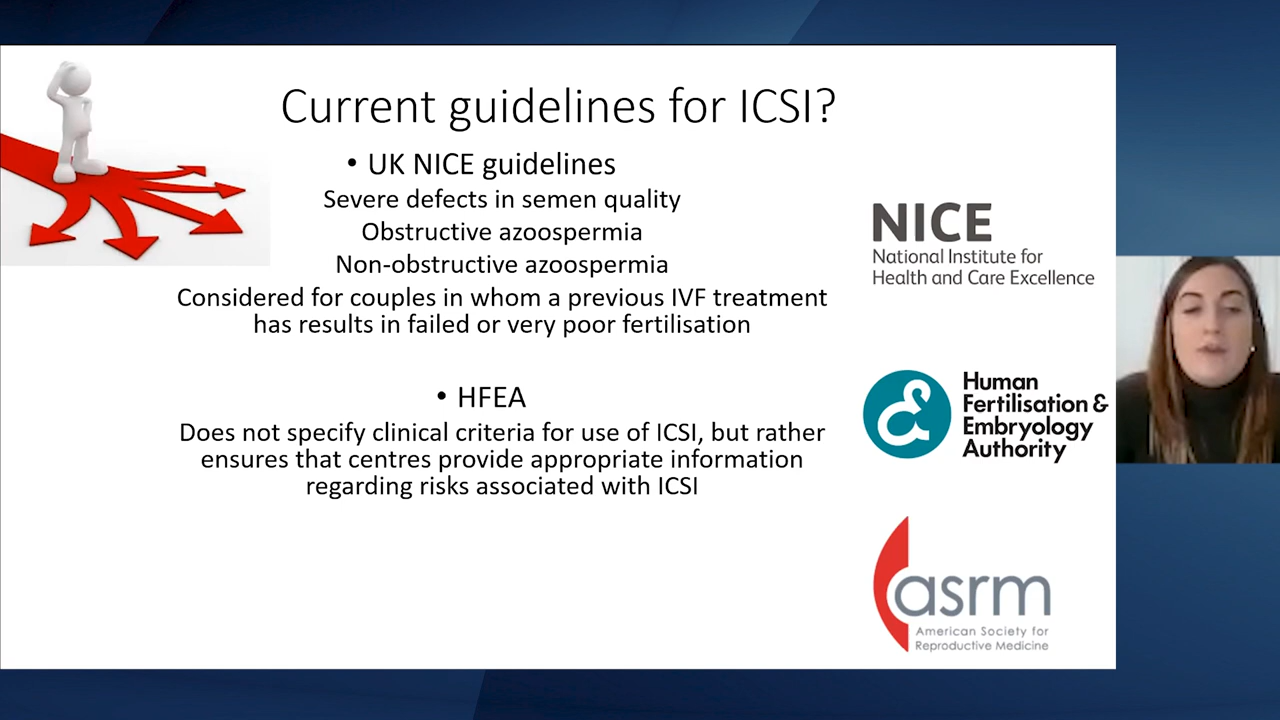 Current guidelines for ICSI?
• UK NICE guidelines
Severe defects in semen quality
Obstructive azoospermia
Non-obstructive azoospermia
Considered for couples in whom a previous IVF treatment
has results in failed or very poor fertilisation
• HFEA
Does not specify clinical criteria for use of ICSI, but rather
ensures that centres provide appropriate information
regarding risks associated with ICSI
NICE
National Institute for
Health and Care Excellence
Human
Fertilisation &
Embryology
Authority
asrm
American Society for
Reproductive Medicine